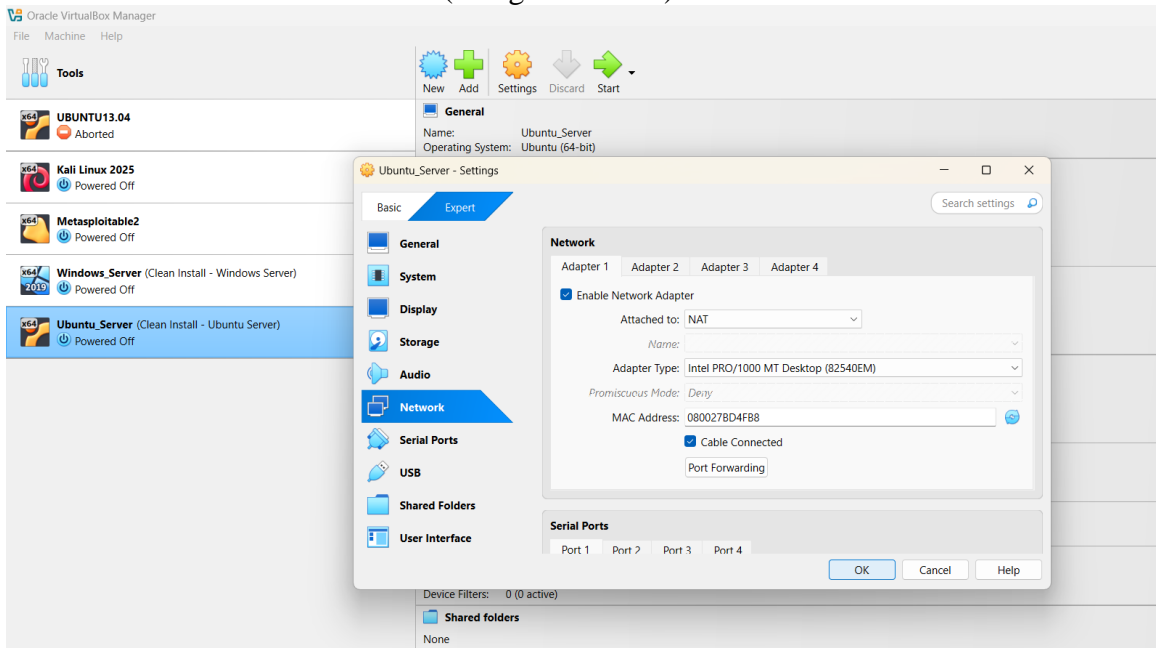 Oracle VirtualBox Manager
File Machine Help
Tools
New Add Settings Discard Start
UBUNTU13.04
Aborted
Kali Linux 2025
Powered Off
Metasploitable2
Powered Off
Windows_Server (Clean Install - Windows Server)
Powered Off
Ubuntu_Server (Clean Install - Ubuntu Server)
Powered Off
General
Name: Ubuntu_Server
Operating System: Ubuntu (64-bit)
Ubuntu_Server - Settings
Basic Expert
Search settings
General
System
Display
Storage
Audio
Network
Serial Ports
USB
Shared Folders
User Interface
Network
Adapter 1 Adapter 2 Adapter 3 Adapter 4
Enable Network Adapter
Attached to: NAT
Name:
Adapter Type: Intel PRO/1000 MT Desktop (82540EM)
Promiscuous Mode: Deny
MAC Address: 080027BD4FB8
Cable Connected
Port Forwarding
Serial Ports
Port 1 Port 2 Port 3 Port 4
OK Cancel Help
Device Filters: 0 (0 active)
Shared folders
None